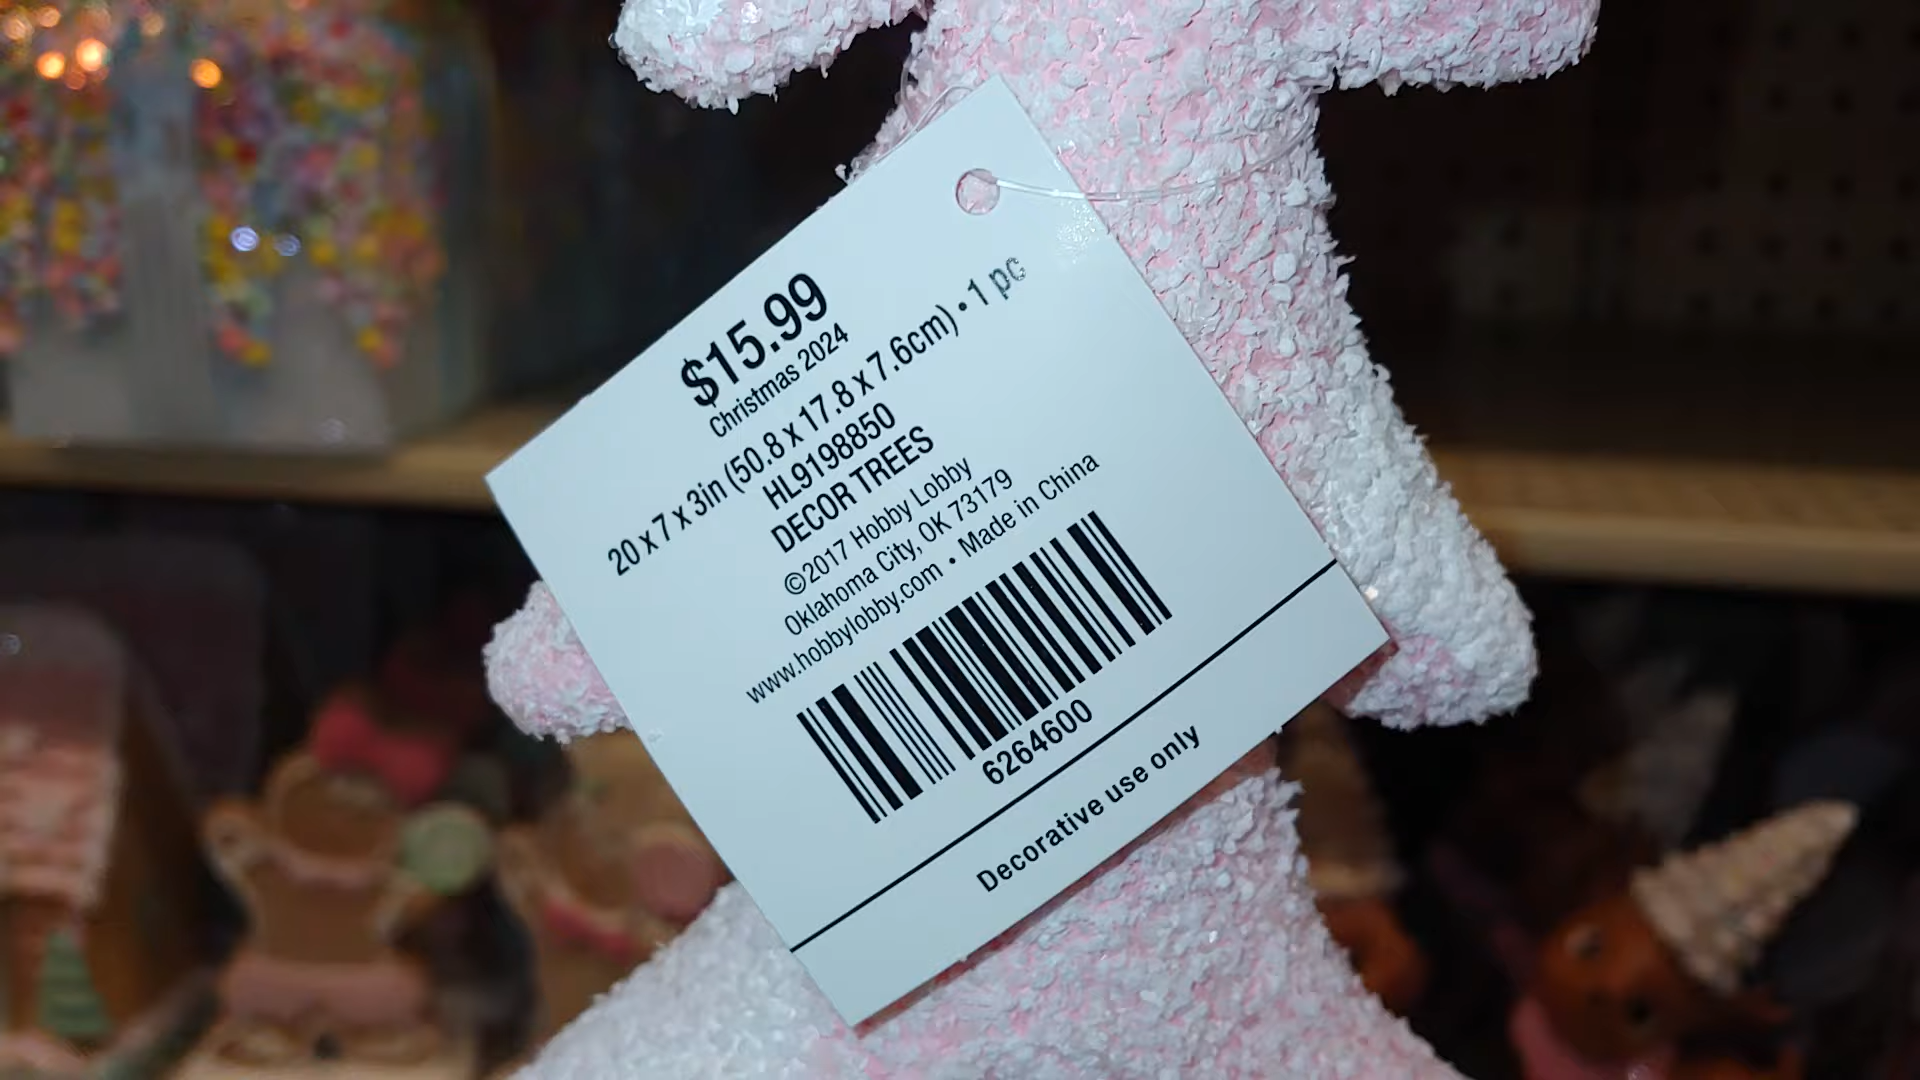 $15.99
Christmas 2024
20 x 7 x 3in (50.8 x 17.8 x 7.6cm) • 1 pc
HL9198850
DECOR TREES
©2017 Hobby Lobby
Oklahoma City, OK 73179
www.hobbylobby.com • Made in China
6264600
Decorative use only